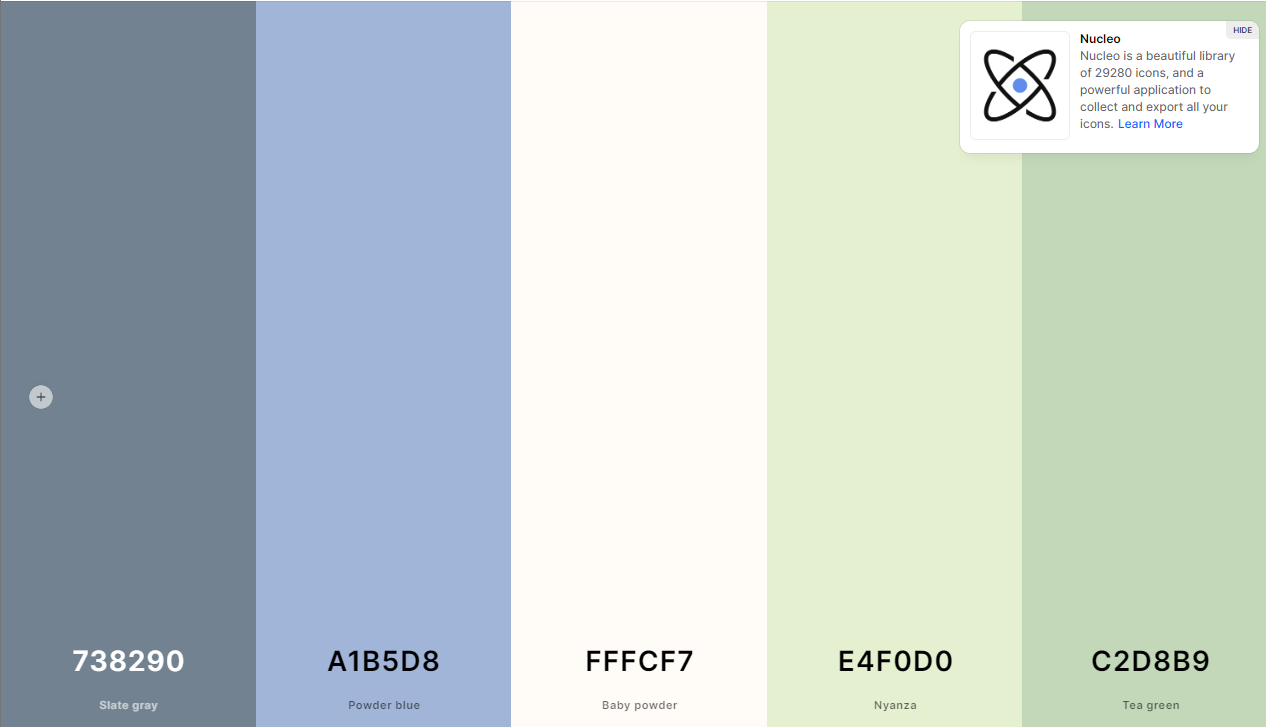 HIDE
Nucleo
Nucleo is a beautiful library
of 29280 icons, and a
powerful application to
collect and export all your
icons. Learn More
738290
Slate gray
A1B5D8
Powder blue
FFFCF7
Baby powder
E4F0D0
Nyanza
C2D8B9
Tea green